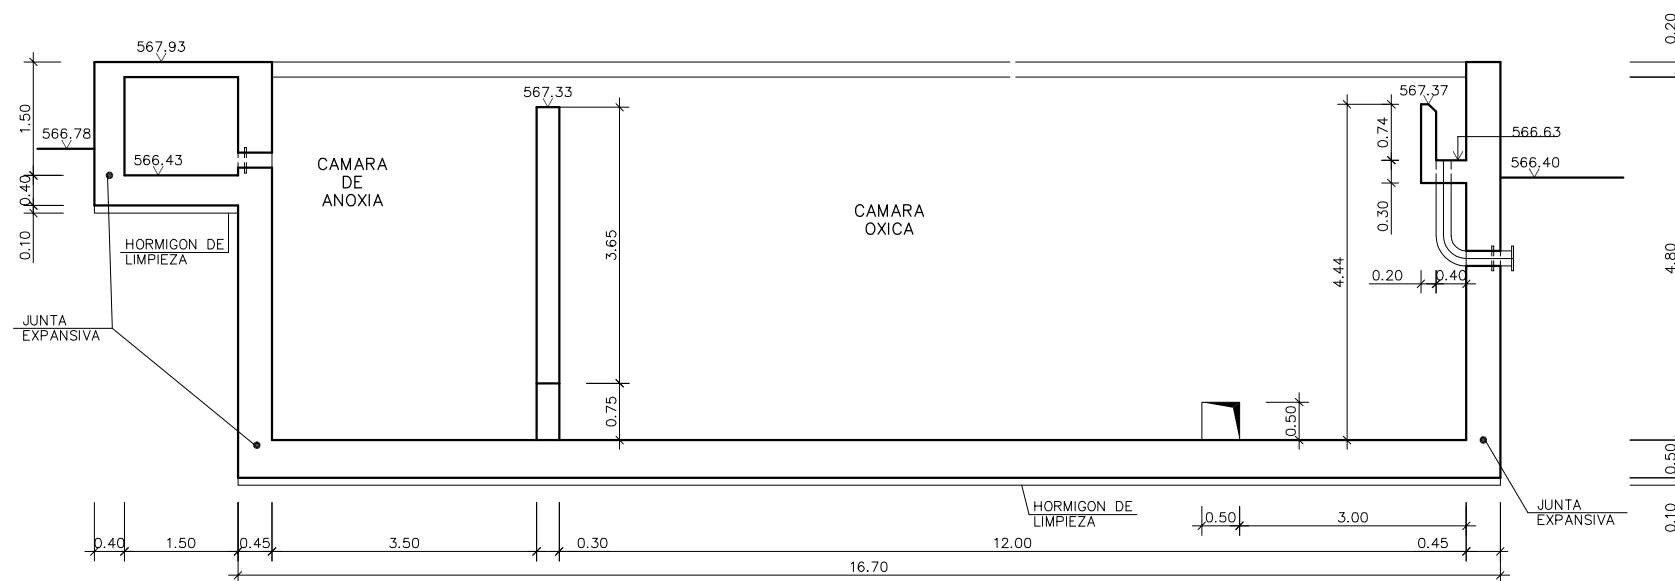 567.93
0.20
567.33
567.37
1.50
566.78
566.43
0.74
566.63
566.40
CAMARA
DE
ANOXIA
0.40
0.10
HORMIGON DE
LIMPIEZA
CAMARA
OXICA
3.65
0.30
4.44
4.80
0.20
0.40
JUNTA
EXPANSIVA
0.75
0.50
0.50
HORMIGON DE
LIMPIEZA
JUNTA
EXPANSIVA
0.10
0.50
3.00
0.40
1.50
0.45
3.50
0.30
12.00
0.45
16.70